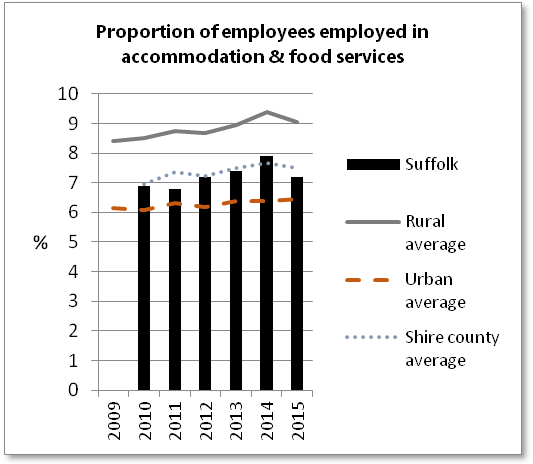 Proportion of employees employed in
accommodation & food services
10
9
8
7
6
5
4
3
2
1
0
%
2009
2010
2011
2012
2013
2014
2015
Suffolk
Rural
average
Urban
average
Shire county
average